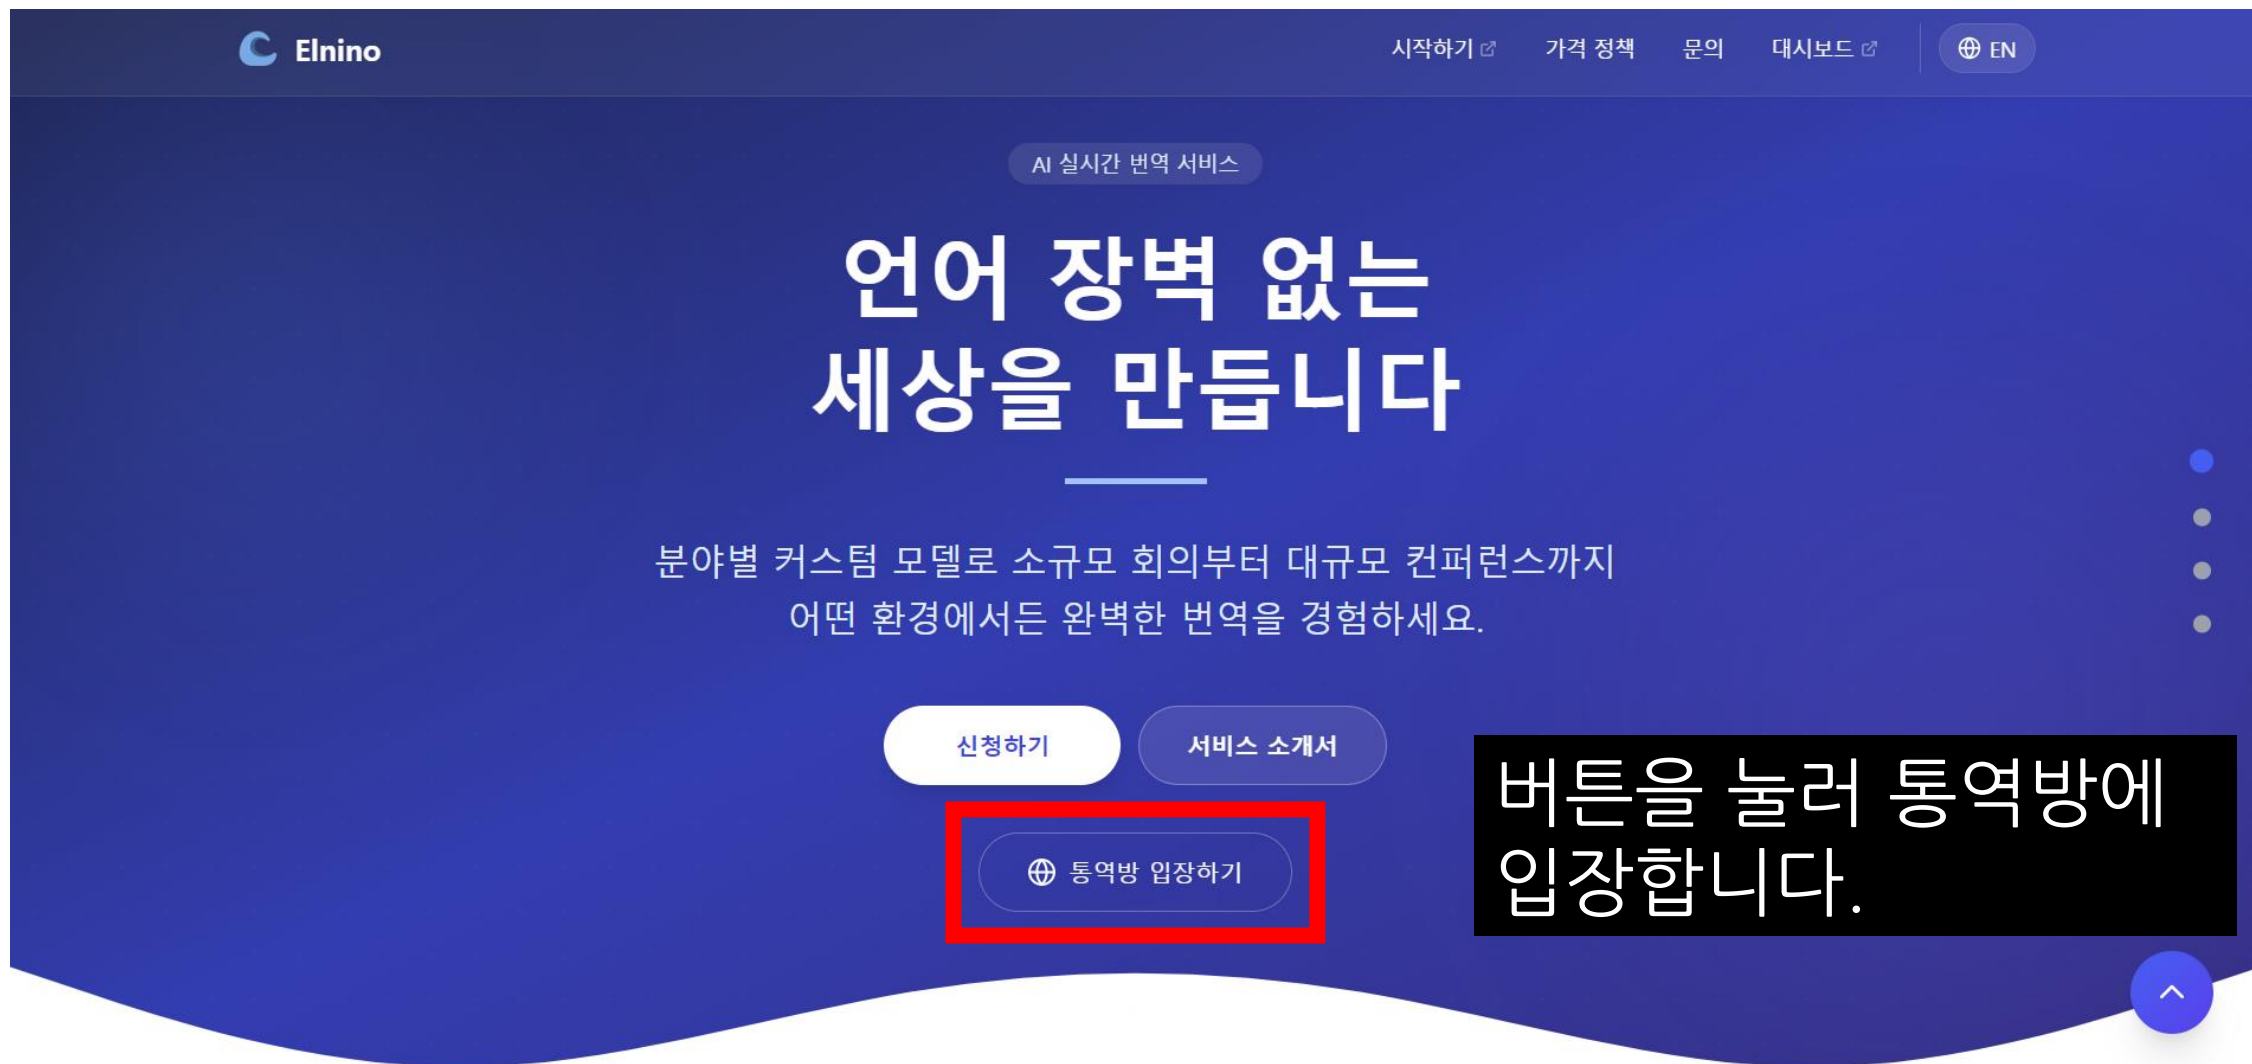 Elnino
시작하기
가격 정책
문의
대시보드
EN
AI 실시간 번역 서비스
언어 장벽 없는
세상을 만듭니다
분야별 커스텀 모델로 소규모 회의부터 대규모 컨퍼런스까지
어떤 환경에서든 완벽한 번역을 경험하세요.
신청하기
서비스 소개서
통역방 입장하기
버튼을 눌러 통역방에
입장합니다.